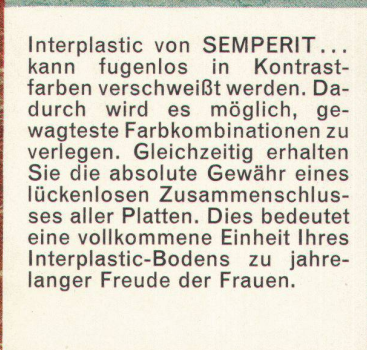 Interplastic von SEMPERIT...
kann fugenlos in Kontrast-
farben verschweißt werden. Da-
durch wird es möglich, ge-
wagteste Farbkombinationen zu
verlegen. Gleichzeitig erhalten
Sie die absolute Gewähr eines
lückenlosen Zusammenschlus-
ses aller Platten. Dies bedeutet
eine vollkommene Einheit Ihres
Interplastic-Bodens zu jahre-
langer Freude der Frauen.